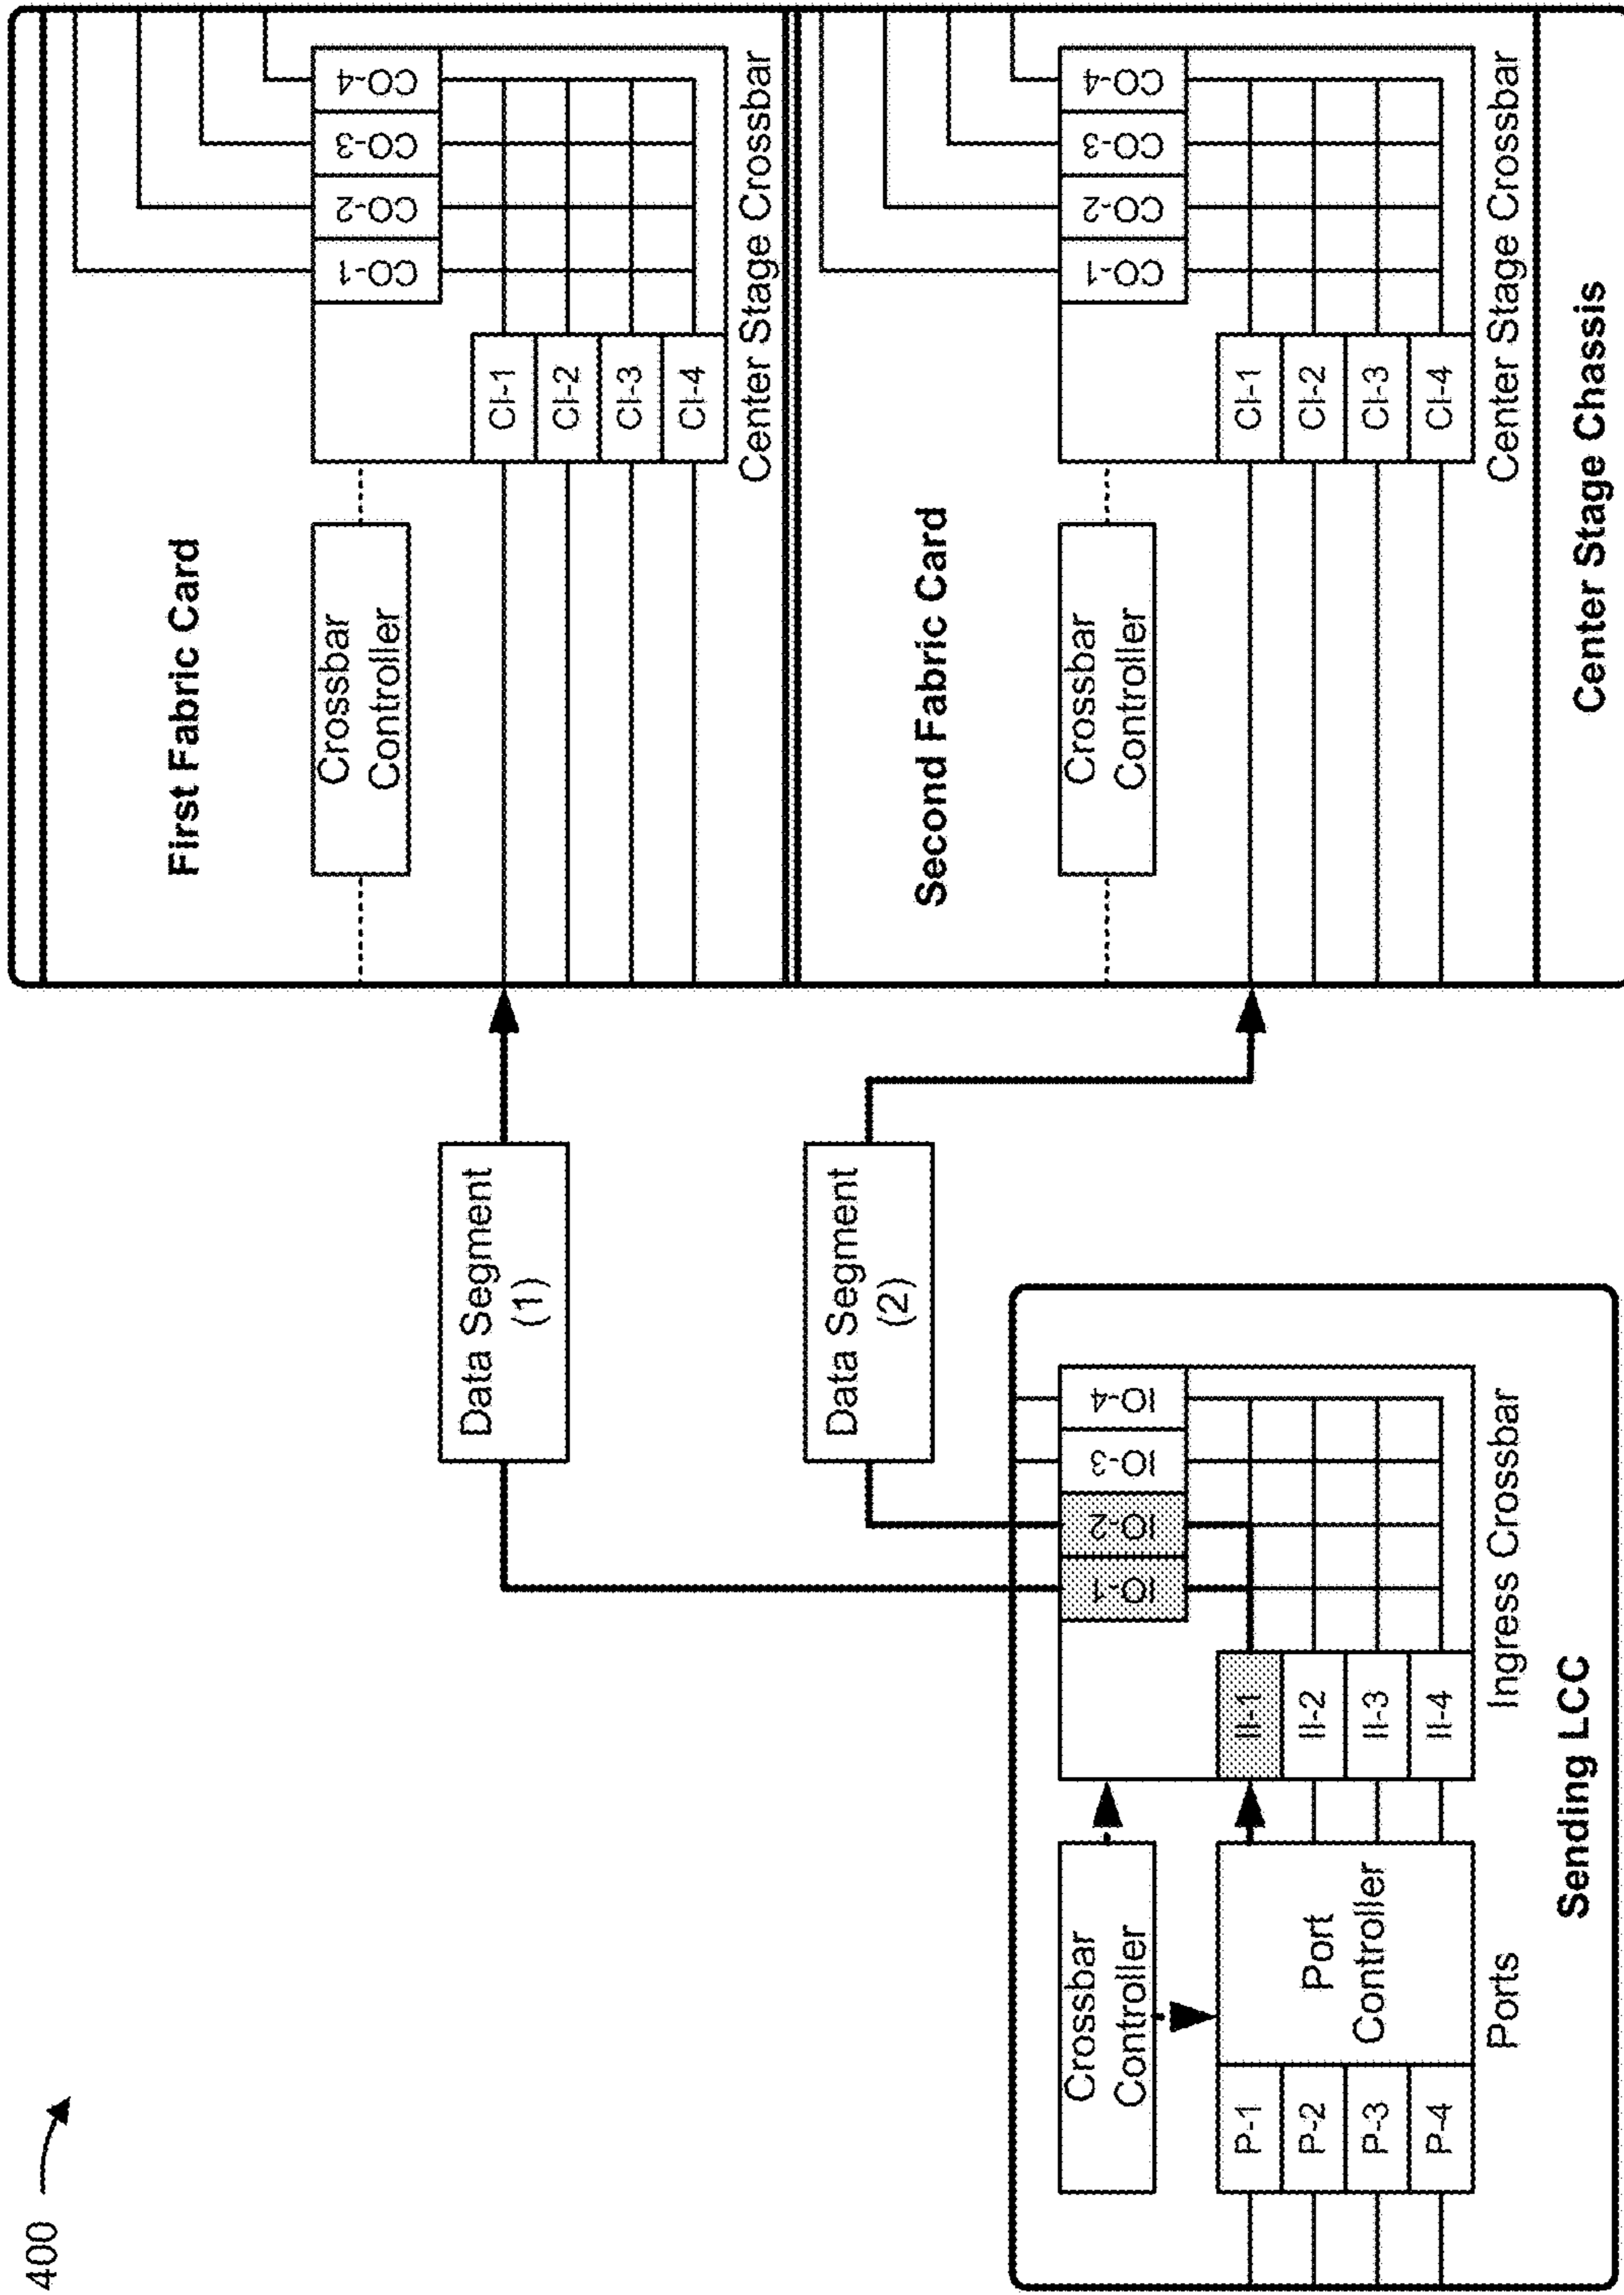 400
First Fabric Card
Crossbar
Controller
CO-1
CO-2
CO-3
CO-4
CI-1
CI-2
CI-3
CI-4
Center Stage Crossbar
Second Fabric Card
Crossbar
Controller
CO-1
CO-2
CO-3
CO-4
CI-1
CI-2
CI-3
CI-4
Center Stage Crossbar
Center Stage Chassis
Data Segment
(1)
Data Segment
(2)
Crossbar
Controller
P-1
P-2
P-3
P-4
Port
Controller
Ports
IO-1
IO-2
IO-3
IO-4
II-1
II-2
II-3
II-4
Ingress Crossbar
Sending LCC